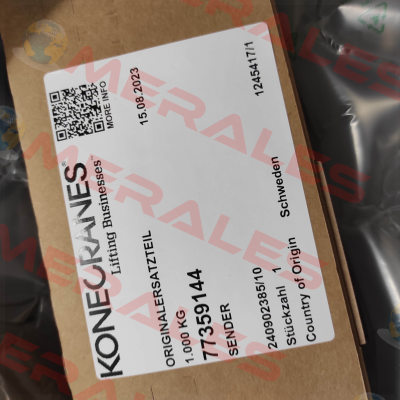 KONECRANES®
Lifting Businesses™
MORE INFO
ORIGINALERSATZTEIL
15.08.2023
1.000 KG
77359144
SENDER
240902385/10
1245417/1
Stückzahl 1
Country of Origin Schweden
MERALES